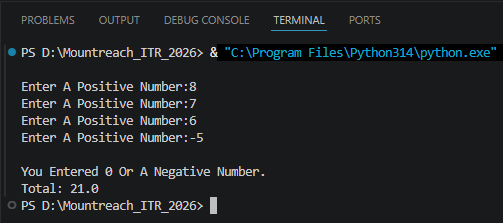 PROBLEMS OUTPUT DEBUG CONSOLE TERMINAL PORTS
PS D:\Mountreach_ITR_2026> & "C:\Program Files\Python314\python.exe"
Enter A Positive Number:8
Enter A Positive Number:7
Enter A Positive Number:6
Enter A Positive Number:-5
You Entered 0 Or A Negative Number.
Total: 21.0
PS D:\Mountreach_ITR_2026>